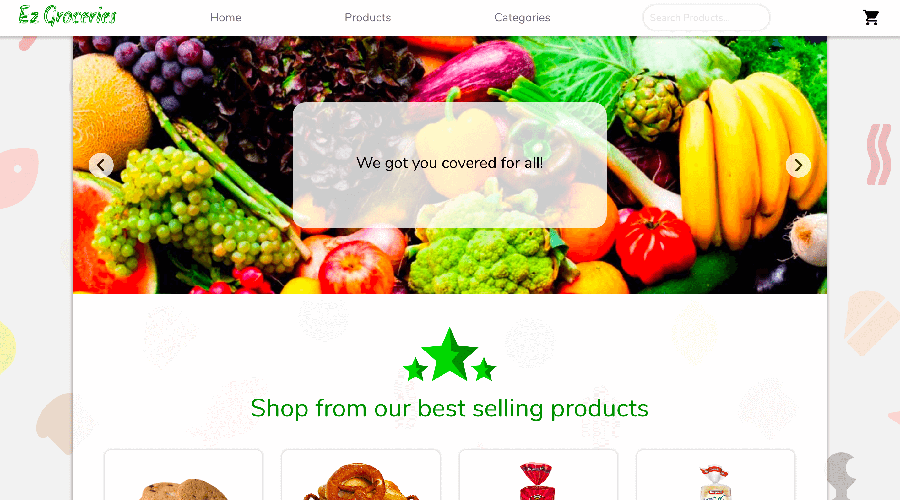 Ez Groceries
Home
Products
Categories
Search Products...
We got you covered for all!
Shop from our best selling products